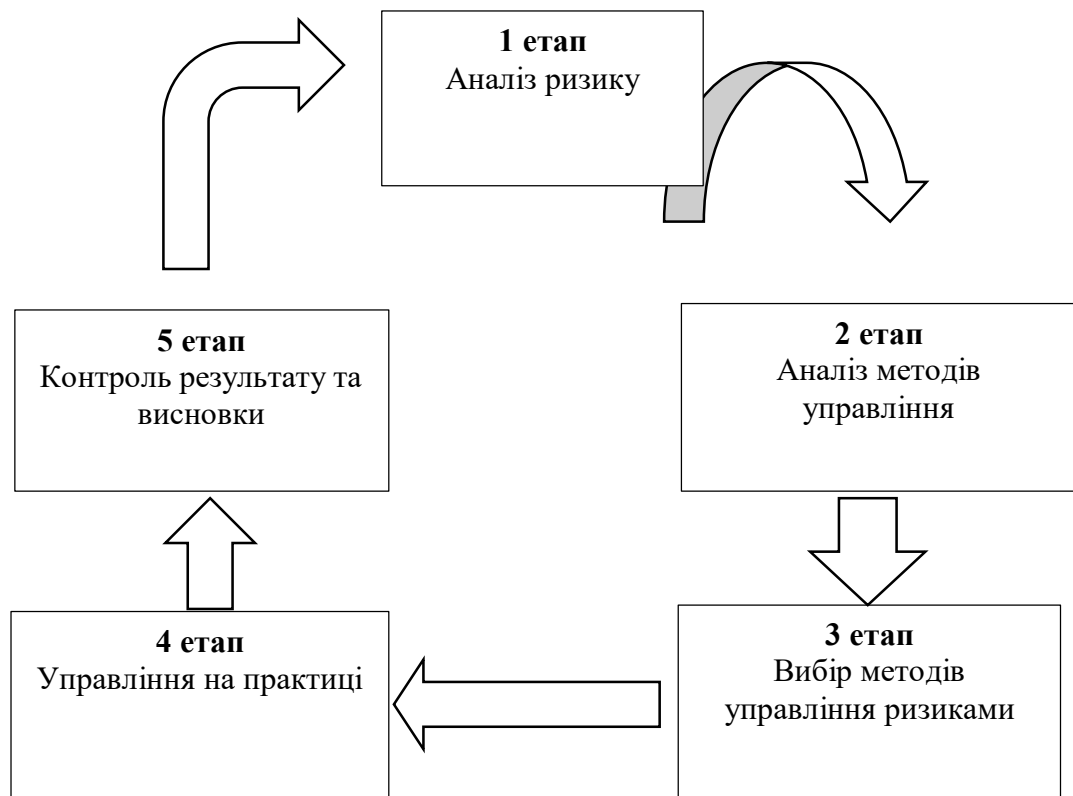 1 етап
Аналіз ризику
2 етап
Аналіз методів
управління
3 етап
Вибір методів
управління ризиками
4 етап
Управління на практиці
5 етап
Контроль результату та
висновки